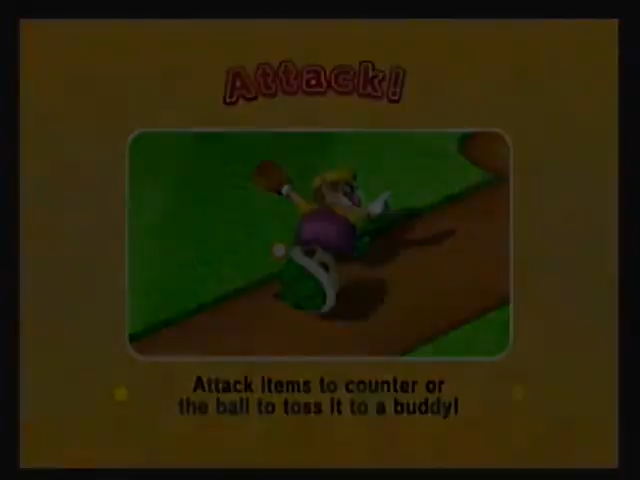 Attack!
Attack items to counter or
the ball to toss it to a buddy!